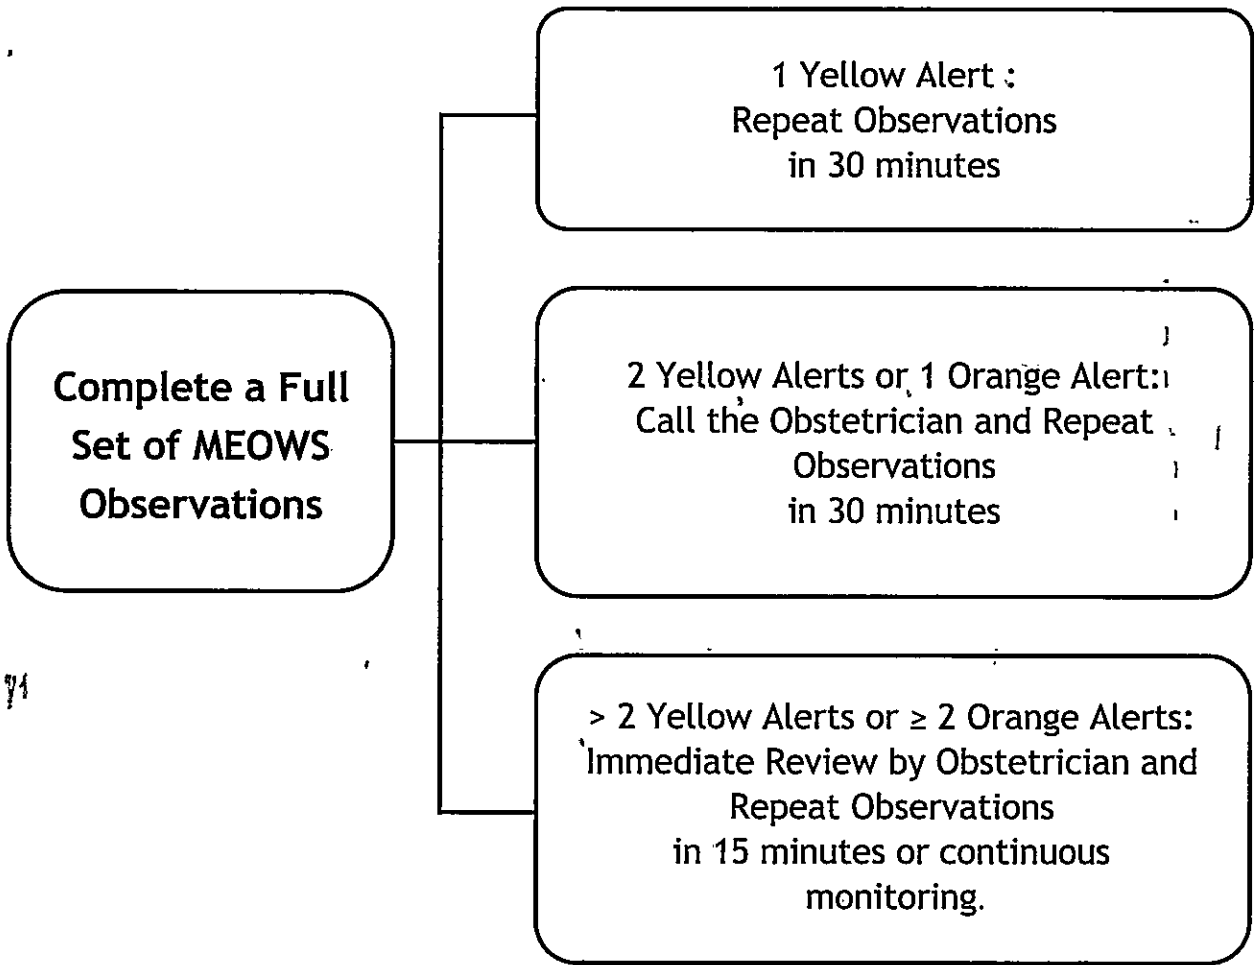 1 Yellow Alert :
Repeat Observations
in 30 minutes
Complete a Full
Set of MEOWS
Observations
2 Yellow Alerts or 1 Orange Alert:
Call the Obstetrician and Repeat
Observations
in 30 minutes
> 2 Yellow Alerts or ≥ 2 Orange Alerts:
Immediate Review by Obstetrician and
Repeat Observations
in 15 minutes or continuous
monitoring.